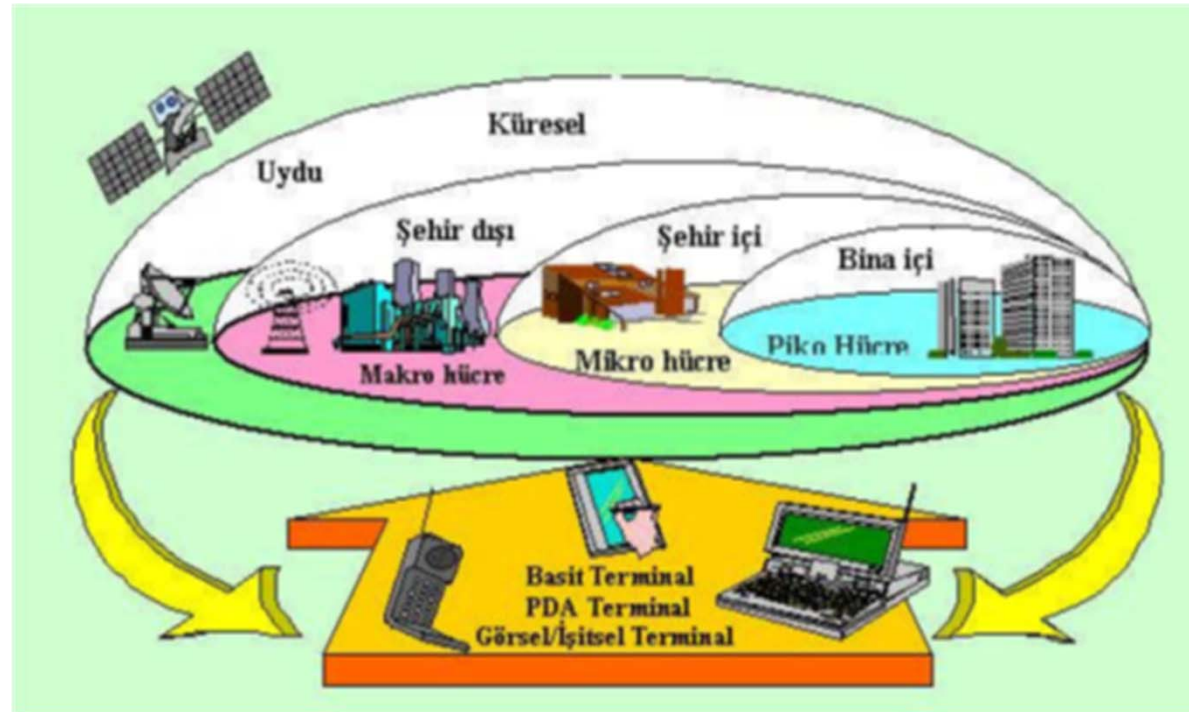 Küresel
Uydu
Şehir dışı
Şehir içi
Bina içi
Piko Hücre
Mikro hücre
Makro hücre
Basit Terminal
PDA Terminal
Görsel/İşitsel Terminal